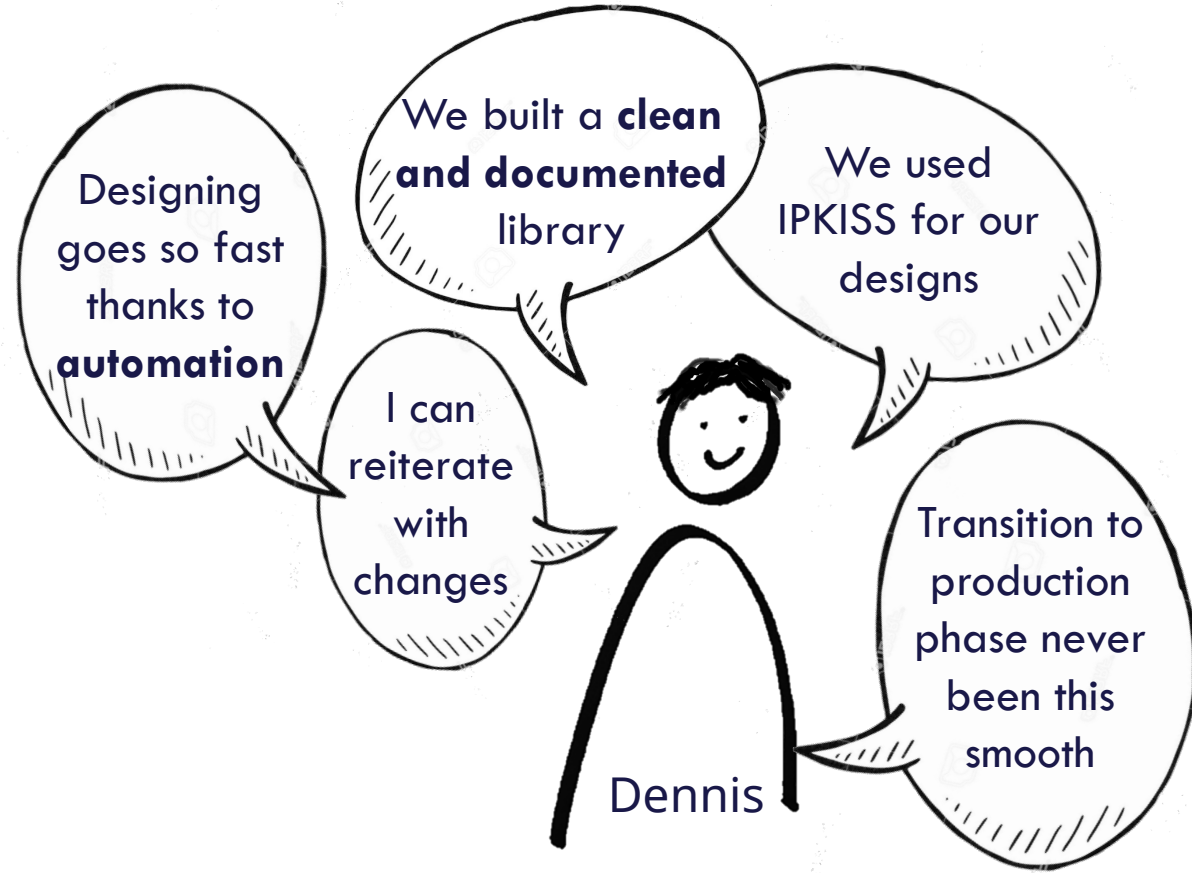 Designing
goes so fast
thanks to
automation
We built a clean
and documented
library
We used
IPKISS for our
designs
I can
reiterate
with
changes
Transition to
production
phase never
been this
smooth
Dennis